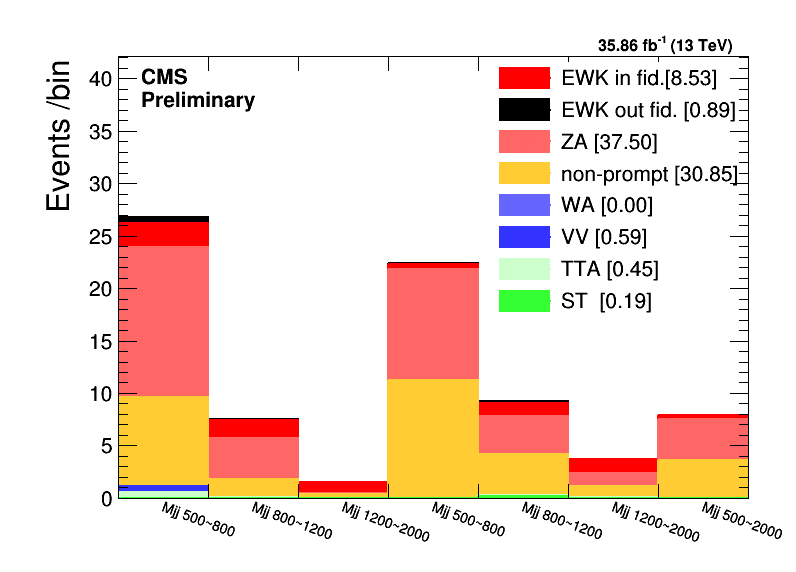 35.86 fb-1 (13 TeV)
CMS
Preliminary
Events /bin
40
35
30
25
20
15
10
5
0
EWK in fid.[8.53]
EWK out fid. [0.89]
ZA [37.50]
non-prompt [30.85]
WA [0.00]
VV [0.59]
TTA [0.45]
ST [0.19]
Mjj 500~800
Mjj 800~1200
Mjj 1200~2000
Mjj 500~800
Mjj 800~1200
Mjj 1200~2000
Mjj 500~2000